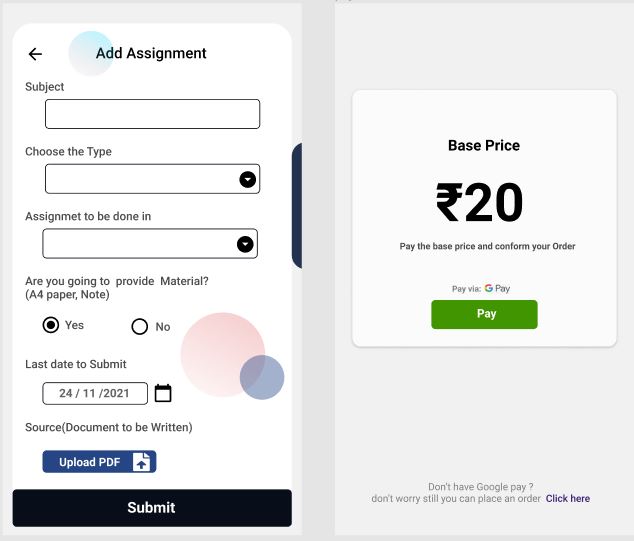 Add Assignment
Subject
Choose the Type
Assignmet to be done in
Are you going to provide Material?
(A4 paper, Note)
Yes
No
Last date to Submit
24 / 11 /2021
Source(Document to be Written)
Upload PDF
Submit
Base Price
₹20
Pay the base price and conform your Order
Pay via: G Pay
Pay
Don't have Google pay ?
don't worry still you can place an order Click here